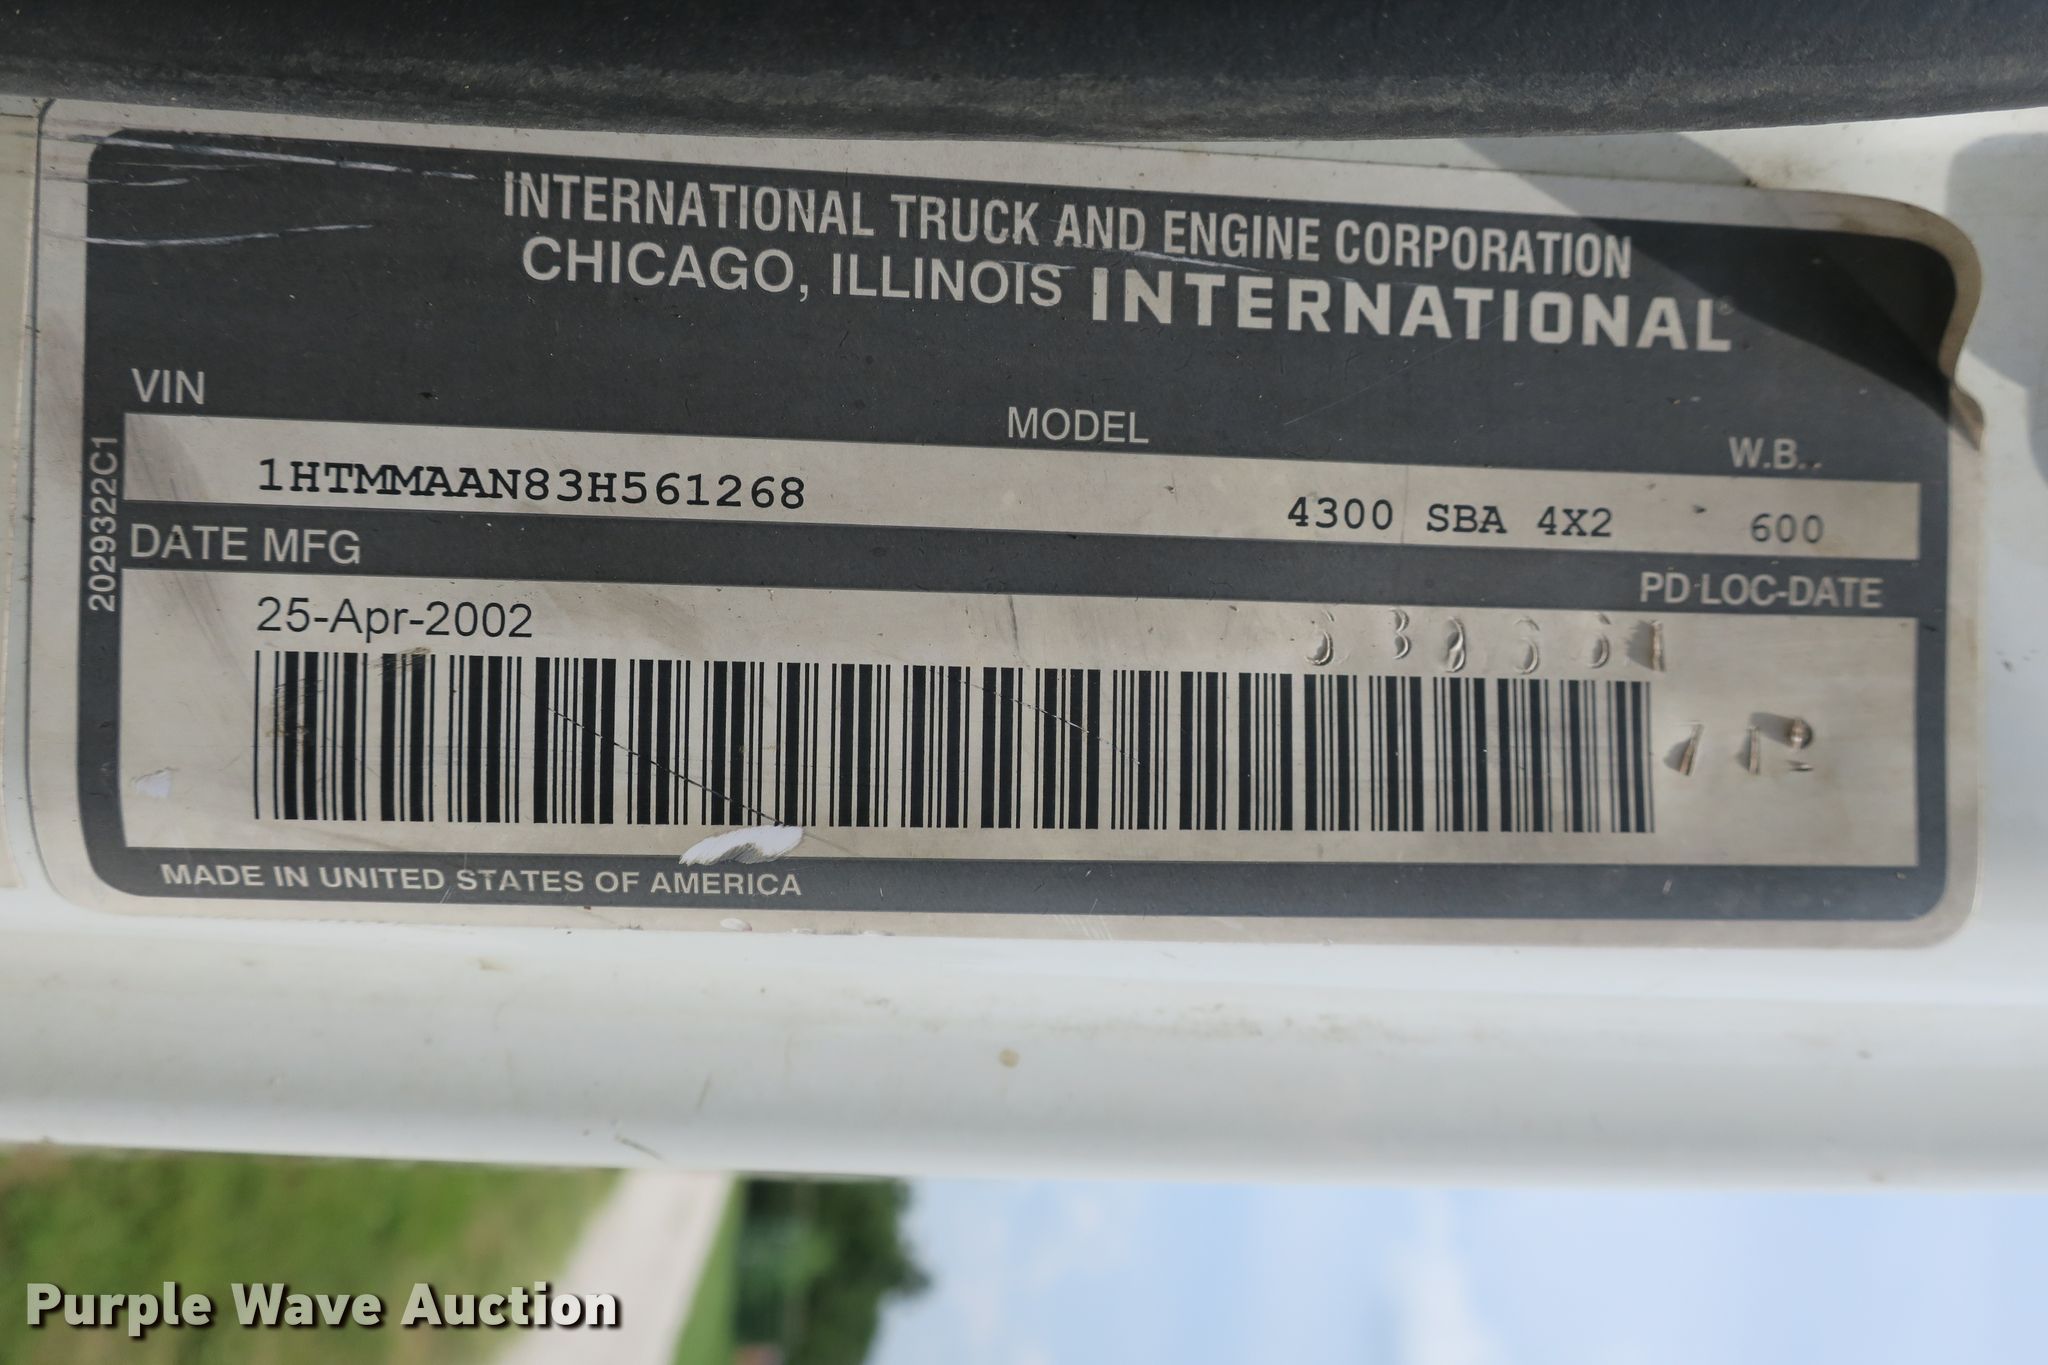 INTERNATIONAL TRUCK AND ENGINE CORPORATION
CHICAGO, ILLINOIS INTERNATIONAL®
VIN MODEL W.B.
1HTMMAAN83H561268 4300 SBA 4X2 600
DATE MFG PD LOC-DATE
25-Apr-2002
MADE IN UNITED STATES OF AMERICA
2029322C1
Purple Wave Auction